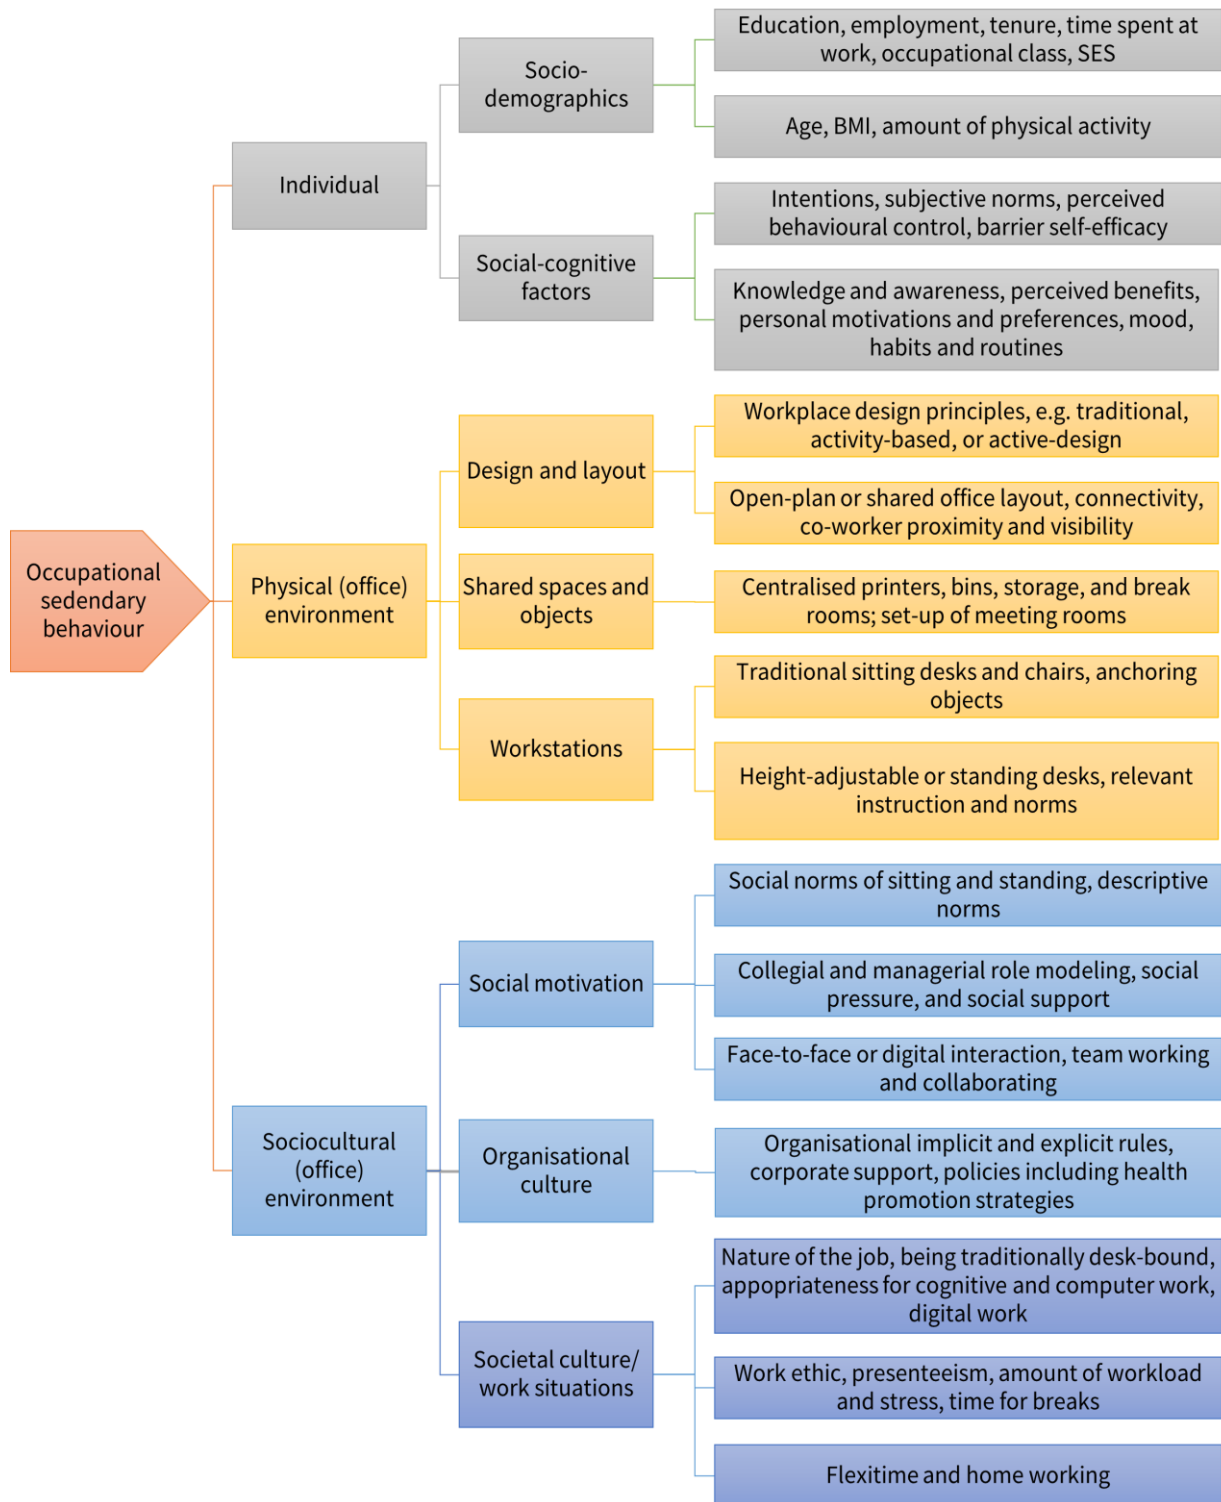 Occupational
sedendary
behaviour
Individual
Socio-
demographics
Education, employment, tenure, time spent at
work, occupational class, SES
Age, BMI, amount of physical activity
Social-cognitive
factors
Intentions, subjective norms, perceived
behavioural control, barrier self-efficacy
Knowledge and awareness, perceived benefits,
personal motivations and preferences, mood,
habits and routines
Physical (office)
environment
Design and layout
Workplace design principles, e.g. traditional,
activity-based, or active-design
Open-plan or shared office layout, connectivity,
co-worker proximity and visibility
Shared spaces and
objects
Centralised printers, bins, storage, and break
rooms; set-up of meeting rooms
Workstations
Traditional sitting desks and chairs, anchoring
objects
Height-adjustable or standing desks, relevant
instruction and norms
Sociocultural
(office)
environment
Social motivation
Social norms of sitting and standing, descriptive
norms
Collegial and managerial role modeling, social
pressure, and social support
Face-to-face or digital interaction, team working
and collaborating
Organisational
culture
Organisational implicit and explicit rules,
corporate support, policies including health
promotion strategies
Societal culture/
work situations
Nature of the job, being traditionally desk-bound,
appopriateness for cognitive and computer work,
digital work
Work ethic, presenteeism, amount of workload
and stress, time for breaks
Flexitime and home working